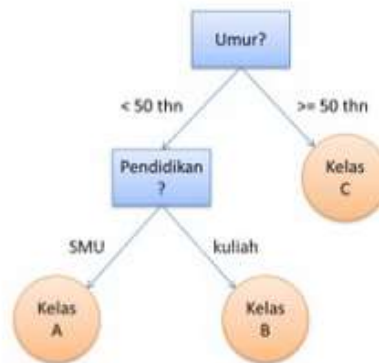 Umur?
< 50 thn
>= 50 thn
Pendidikan
?
Kelas
C
SMU
kuliah
Kelas
A
Kelas
B